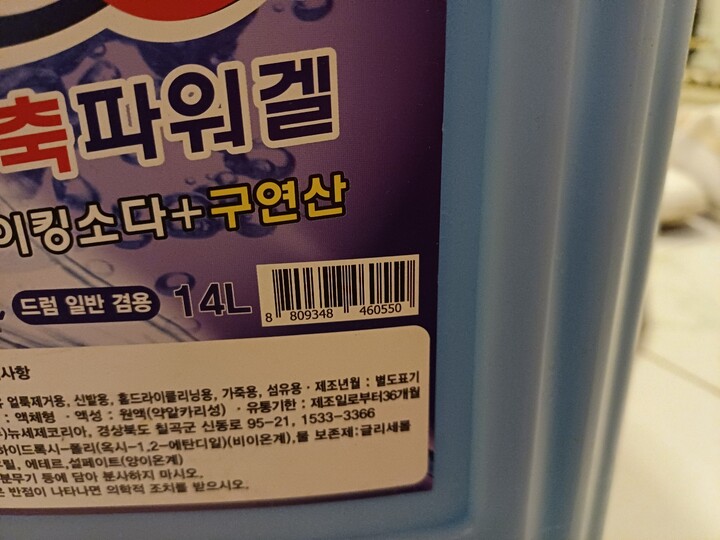 축파워겔
이킹소다+구연산
드럼 일반 겸용 14L
8 809348 460550
사항
얼룩제거용, 신발용, 홈드라이클리닝용, 가죽용, 섬유용 · 제조년월 : 별도표기
: 액체형 · 액성 : 원액(약알카리성) · 유통기한 : 제조일로부터36개월
)뉴세제코리아, 경상북도 칠곡군 신동로 95-21, 1533-3366
하이드록시-폴리(옥시-1,2-에탄디일)(비이온계),물 보존제:글리세롤
우릴, 에테르,설페이트(양이온계)
분무기 등에 담아 분사하지 마시오.
은 반점이 나타나면 의학적 조치를 받으시오.